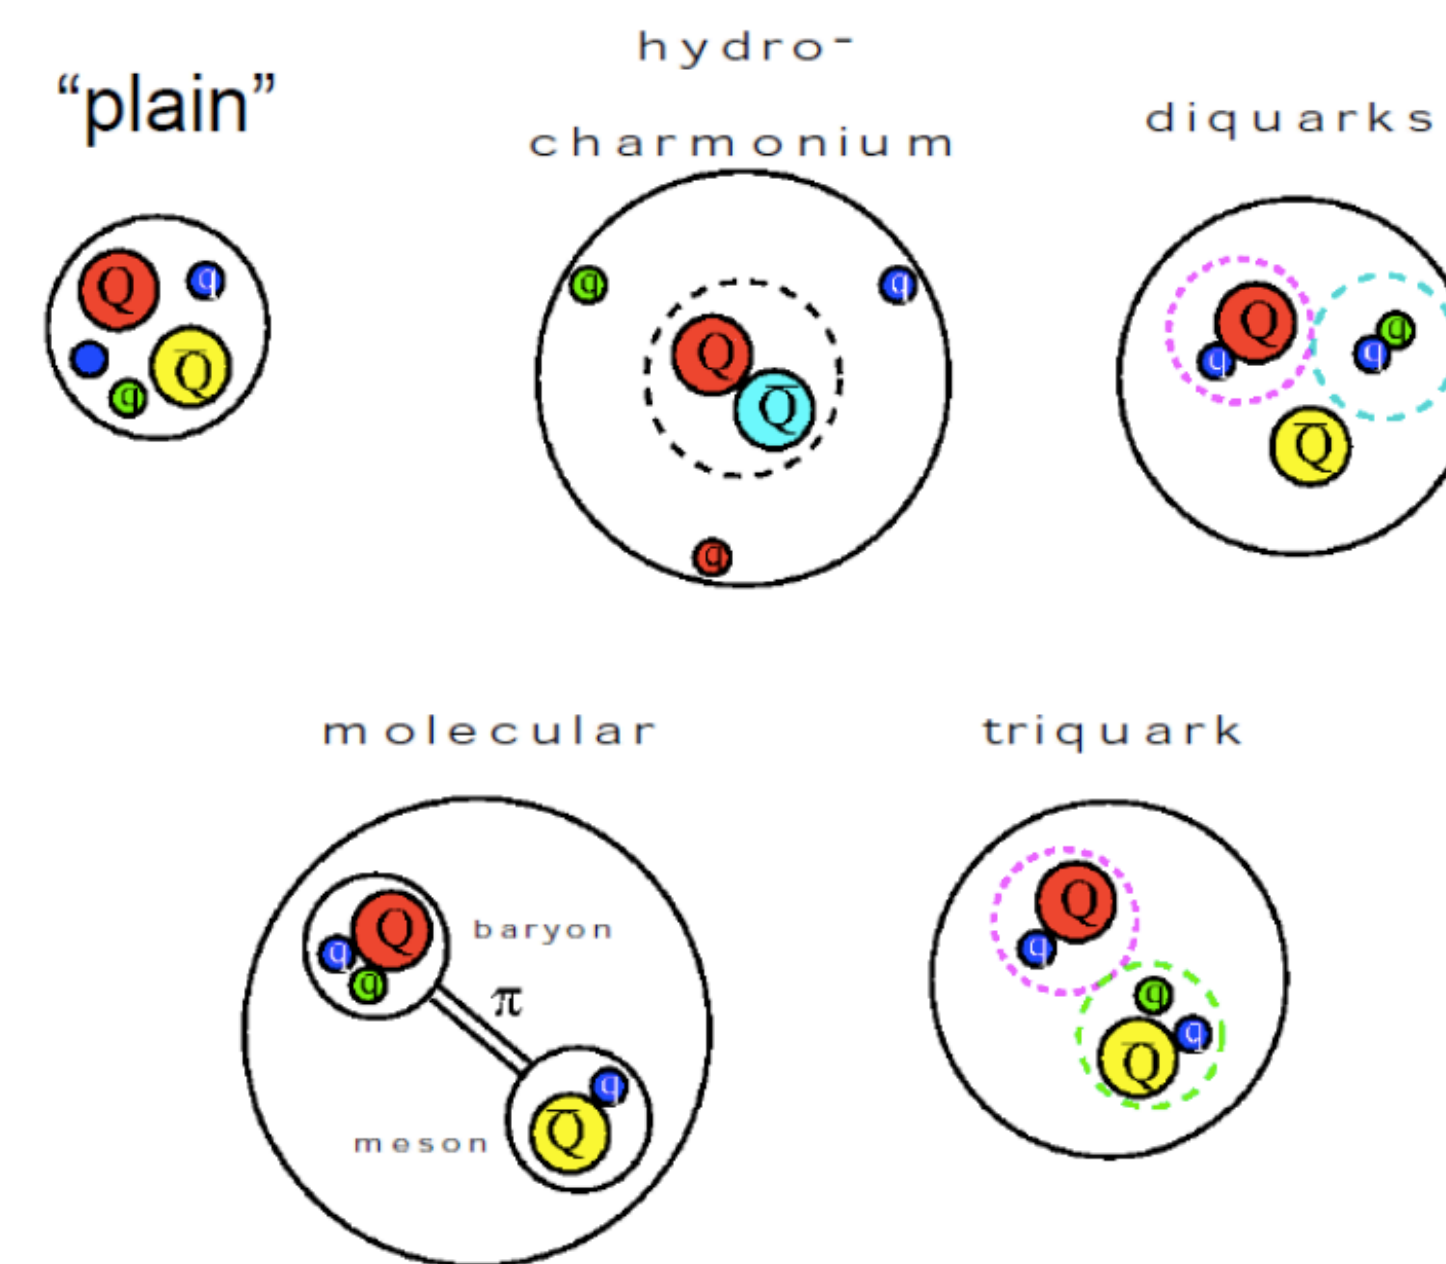 “plain”
hydro-
charmonium
diquarks
Q
q
Q̅
q
q
q
Q
Q̅
q
Q
q
q
q
Q̅
molecular
triquark
Q
q
q
baryon
π
q
Q̅
meson
Q
q
q
q
Q̅